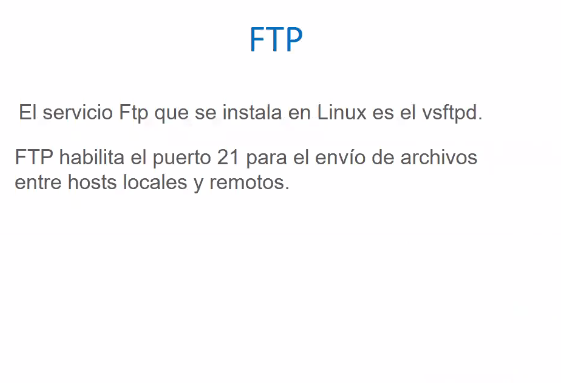 FTP
El servicio Ftp que se instala en Linux es el vsftpd.
FTP habilita el puerto 21 para el envío de archivos
entre hosts locales y remotos.